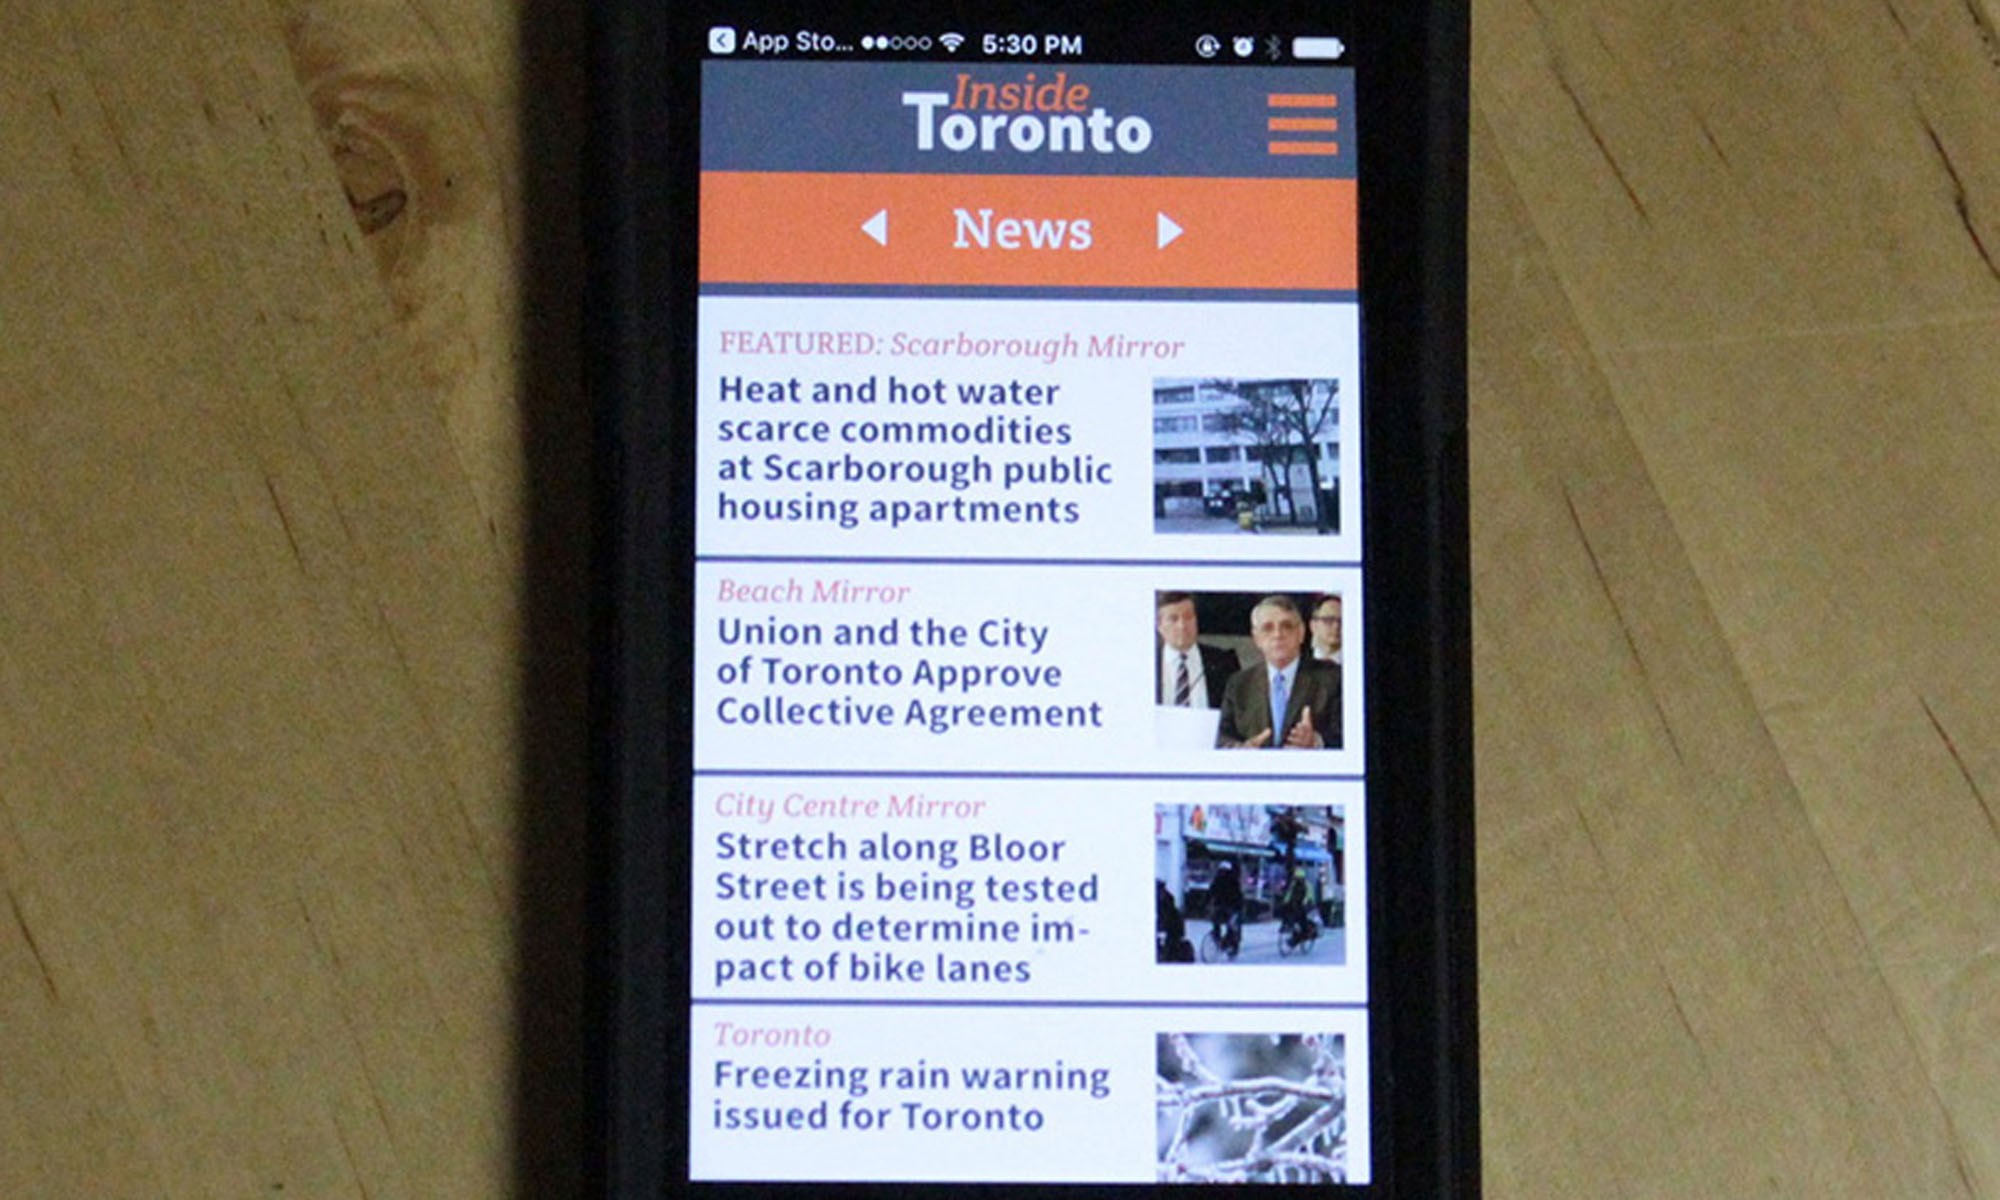 App Sto... 5:30 PM
Inside
Toronto
News
FEATURED: Scarborough Mirror
Heat and hot water
scarce commodities
at Scarborough public
housing apartments
Beach Mirror
Union and the City
of Toronto Approve
Collective Agreement
City Centre Mirror
Stretch along Bloor
Street is being tested
out to determine im-
pact of bike lanes
Toronto
Freezing rain warning
issued for Toronto